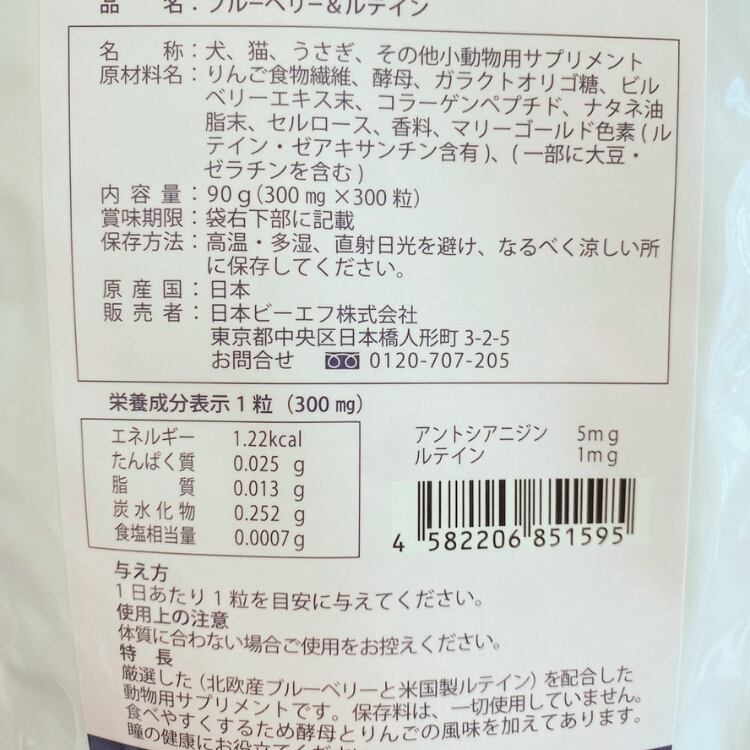 品　　名：ブルーベリー＆ルテイン
名　　称：犬、猫、うさぎ、その他小動物用サプリメント
原材料名：りんご食物繊維、酵母、ガラクトオリゴ糖、ビル
ベリーエキス末、コラーゲンペプチド、ナタネ油
脂末、セルロース、香料、マリーゴールド色素(ル
テイン・ゼアキサンチン含有)、(一部に大豆・
ゼラチンを含む)
内 容 量：90ｇ(300 ㎎ ×300 粒)
賞味期限：袋右下部に記載
保存方法：高温・多湿、直射日光を避け、なるべく涼しい所
に保存してください。
原 産 国：日本
販 売 者：日本ビーエフ株式会社
東京都中央区日本橋人形町 3-2-5
お問合せ 0120-707-205
栄養成分表示 1 粒 (300 ㎎)
エネルギー 1.22kcal
たんぱく質 0.025 g
脂　　質 0.013 g
炭水化物 0.252 g
食塩相当量 0.0007g
アントシアニジン 5mg
ルテイン 1mg
4 582206 851595
与え方
1日あたり1粒を目安に与えてください。
使用上の注意
体質に合わない場合ご使用をお控えください。
特　長
厳選した（北欧産ブルーベリーと米国製ルテイン）を配合した
動物用サプリメントです。保存料は、一切使用していません。
食べやすくするため酵母とりんごの風味を加えてあります。
瞳の健康にお役立てくだ